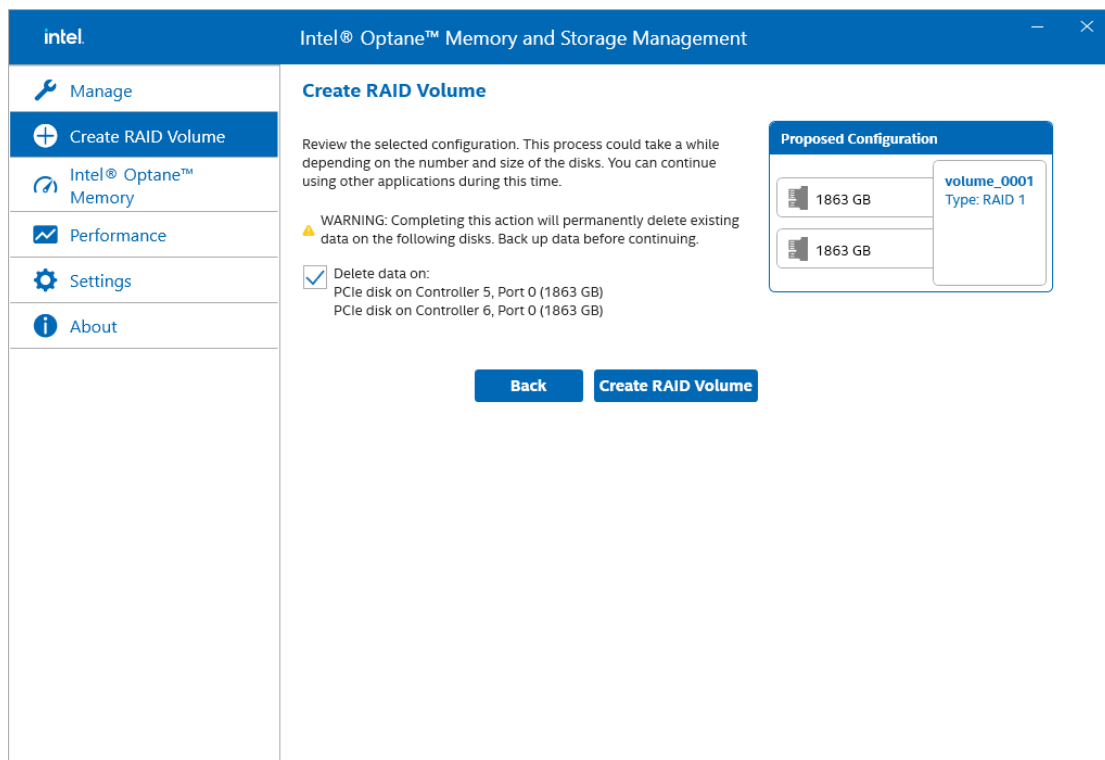 intel.
Intel® Optane™ Memory and Storage Management
Manage
Create RAID Volume
Intel® Optane™
Memory
Performance
Settings
About
Create RAID Volume
Review the selected configuration. This process could take a while
depending on the number and size of the disks. You can continue
using other applications during this time.
WARNING: Completing this action will permanently delete existing
data on the following disks. Back up data before continuing.
Delete data on:
PCIe disk on Controller 5, Port 0 (1863 GB)
PCIe disk on Controller 6, Port 0 (1863 GB)
Back
Create RAID Volume
Proposed Configuration
1863 GB
1863 GB
volume_0001
Type: RAID 1